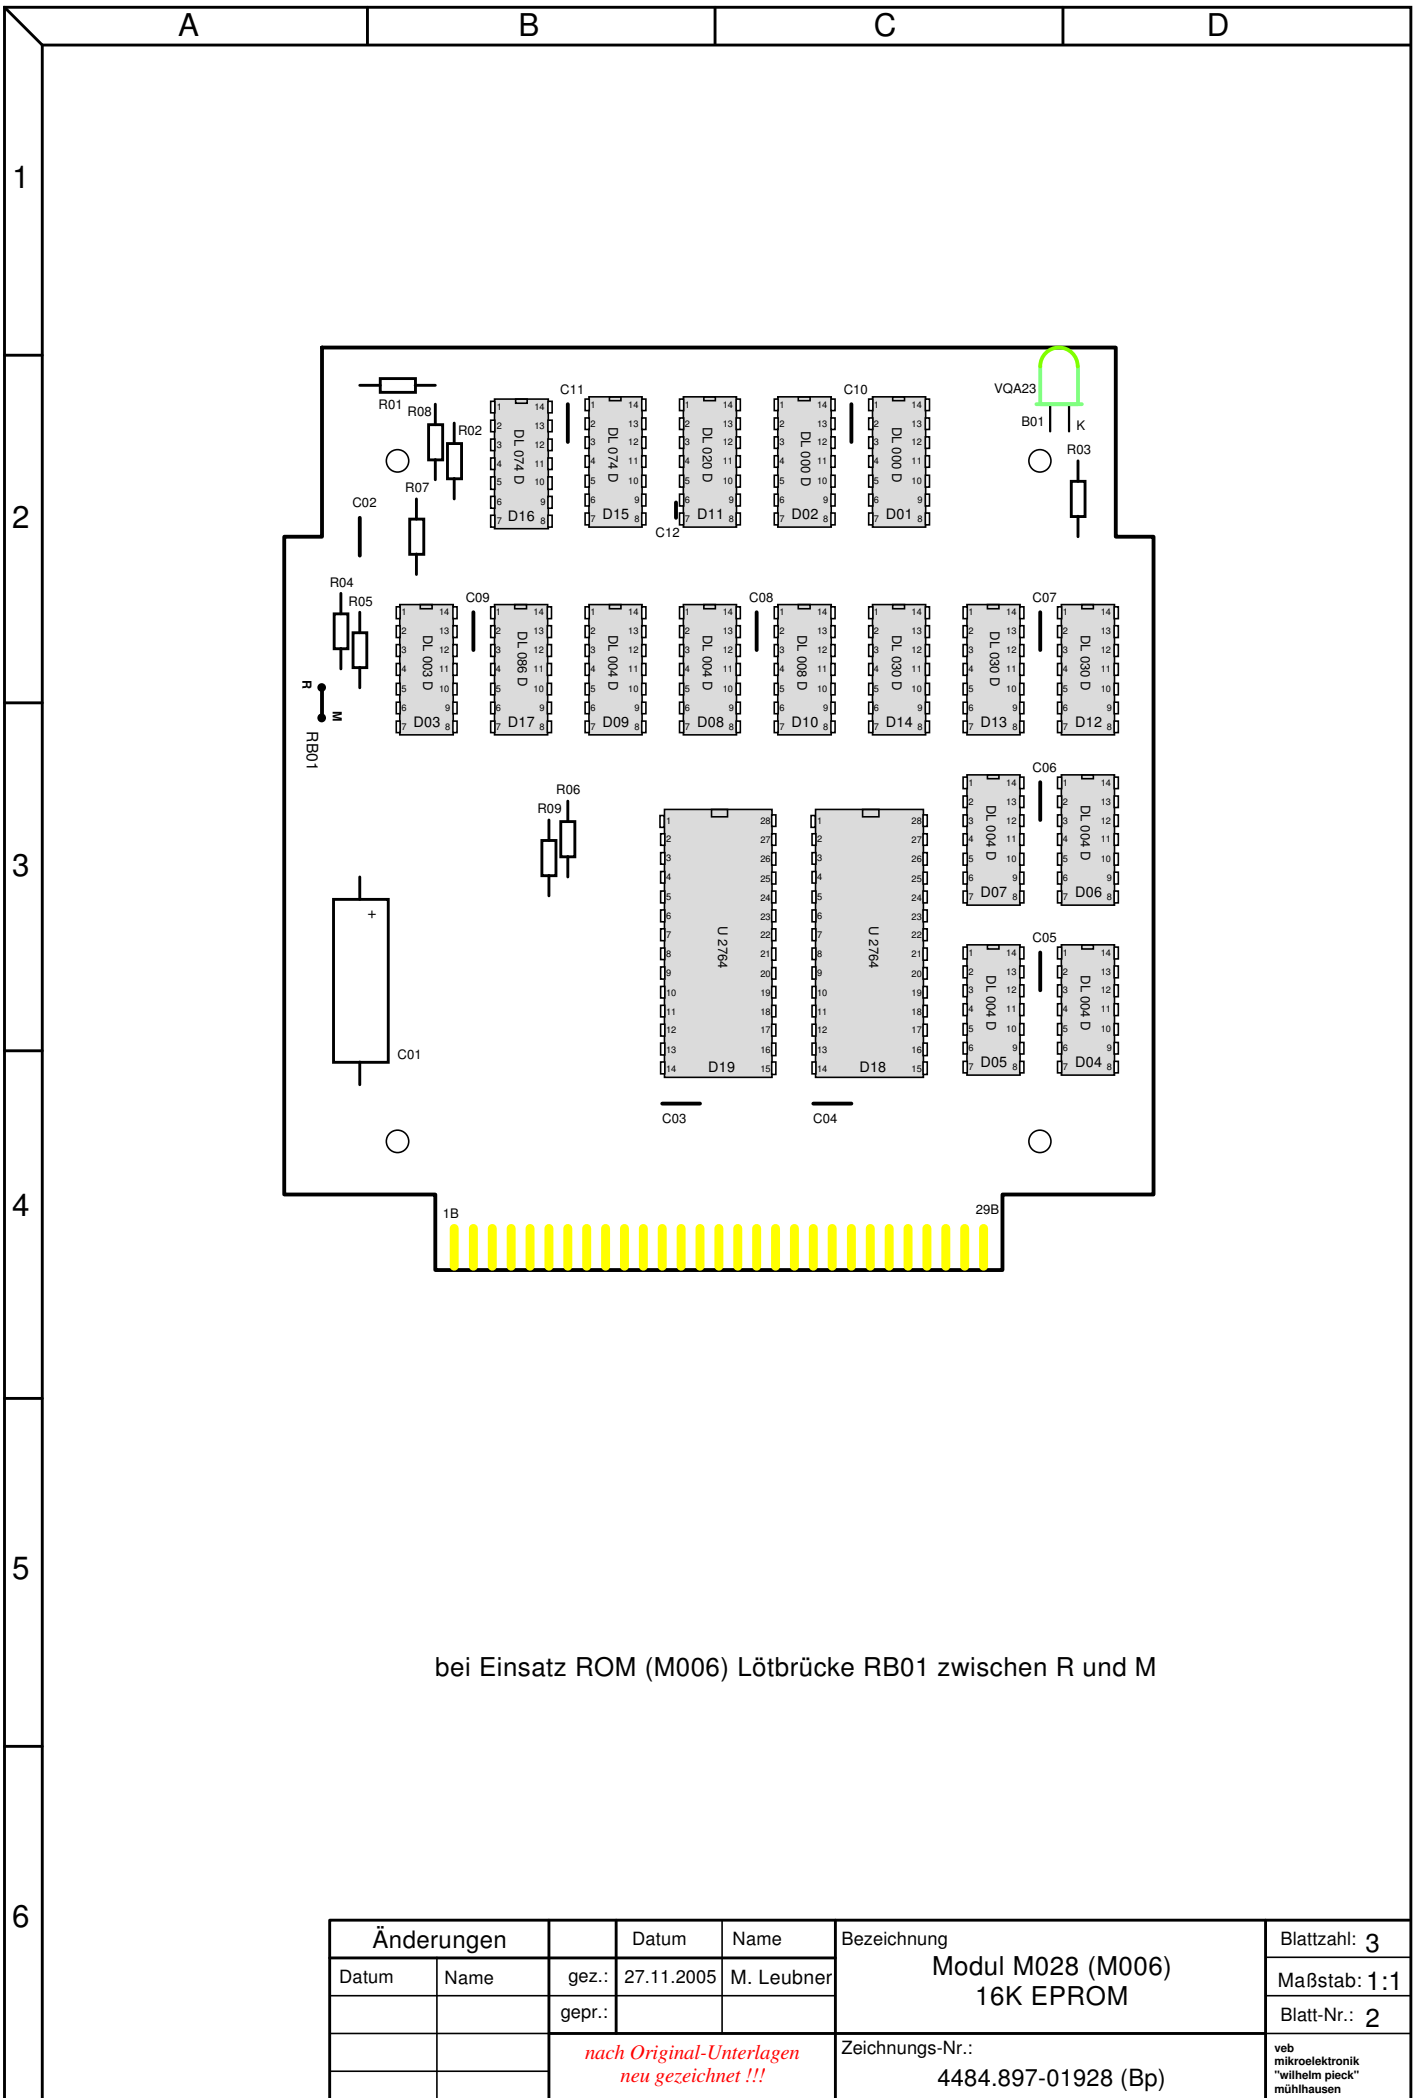 A B C D
1
2
3
4
5
6
R01
R08
R02
R07
C02
R04
R05
R
M
RB01
C11
C10
C12
VQA23
B01 K
R03
DL 074 D D16
DL 074 D D15
DL 020 D D11
DL 000 D D02
DL 000 D D01
C09
C08
C07
DL 003 D D03
DL 086 D D17
DL 004 D D09
DL 004 D D08
DL 008 D D10
DL 030 D D14
DL 030 D D13
DL 030 D D12
R06
R09
C06
DL 004 D D07
DL 004 D D06
U 2764 D19
U 2764 D18
C05
DL 004 D D05
DL 004 D D04
+
C01
C03
C04
1B 29B
bei Einsatz ROM (M006) Lötbrücke RB01 zwischen R und M
Änderungen Datum Name
Datum Name gez.: 27.11.2005 M. Leubner
gepr.:
nach Original-Unterlagen
neu gezeichnet !!!
Bezeichnung
Modul M028 (M006)
16K EPROM
Zeichnungs-Nr.:
4484.897-01928 (Bp)
Blattzahl: 3
Maßstab: 1:1
Blatt-Nr.: 2
veb
mikroelektronik
"wilhelm pieck"
mühlhausen